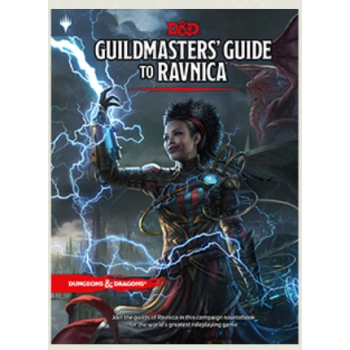 D&D
GUILDMASTERS' GUIDE
TO RAVNICA
DUNGEONS & DRAGONS®
Join the guilds of Ravnica in this campaign sourcebook
for the world's greatest roleplaying game